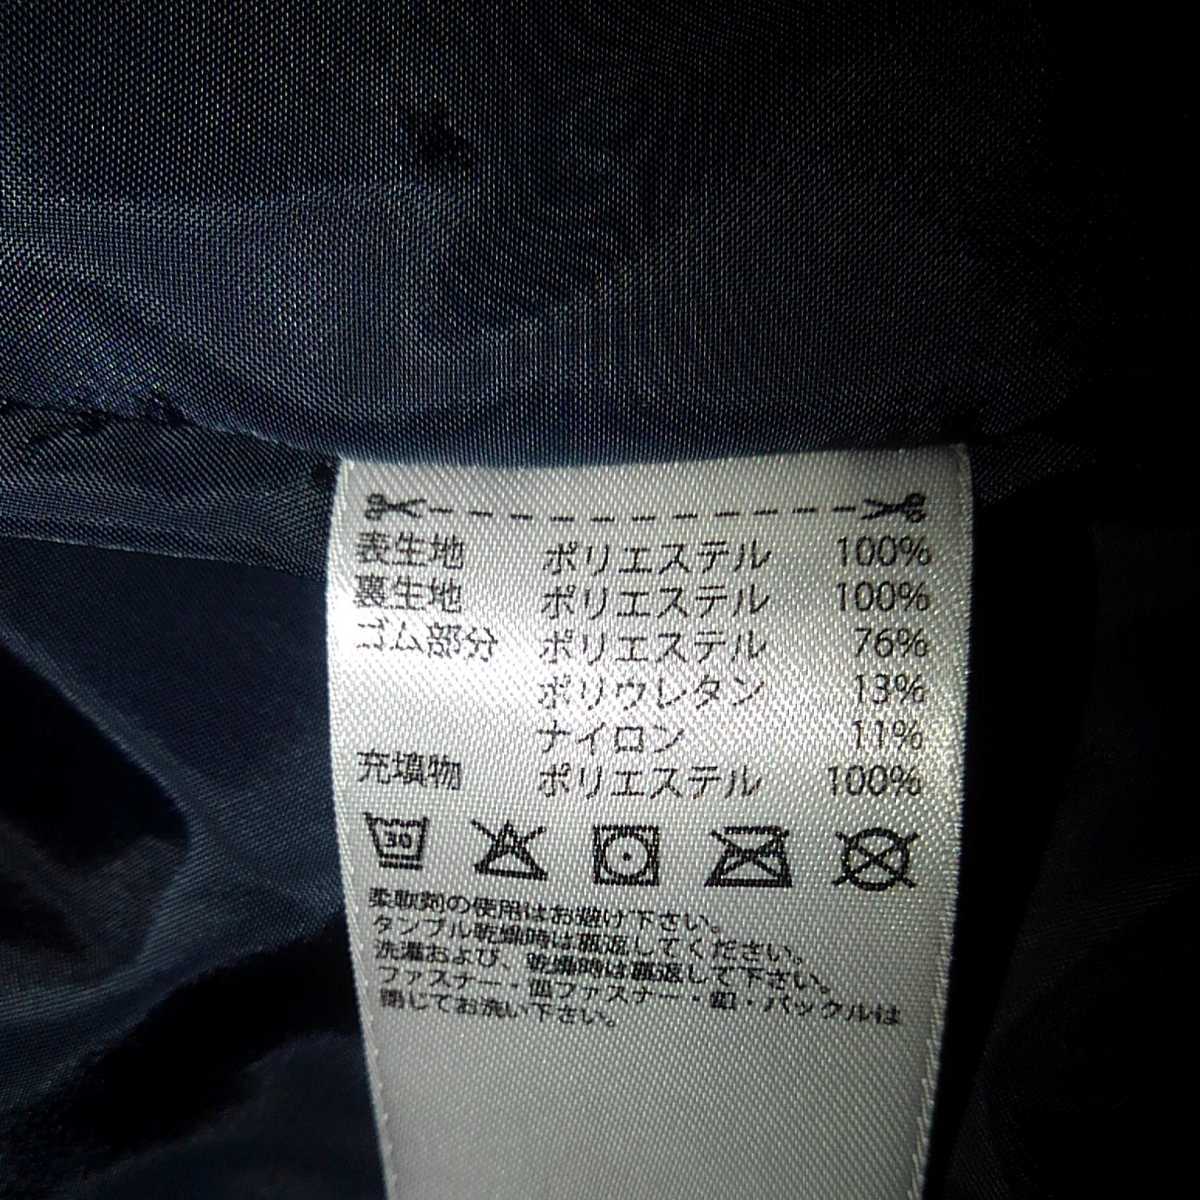 表生地 ポリエステル 100%
裏生地 ポリエステル 100%
ゴム部分 ポリエステル 76%
ポリウレタン 13%
ナイロン 11%
充填物 ポリエステル 100%
30
柔軟剤の使用はお避け下さい。
タンブル乾燥時は裏返してください。
洗濯および、乾燥時は裏返して下さい。
ファスナー・面ファスナー・釦・バックルは
閉じてお洗い下さい。